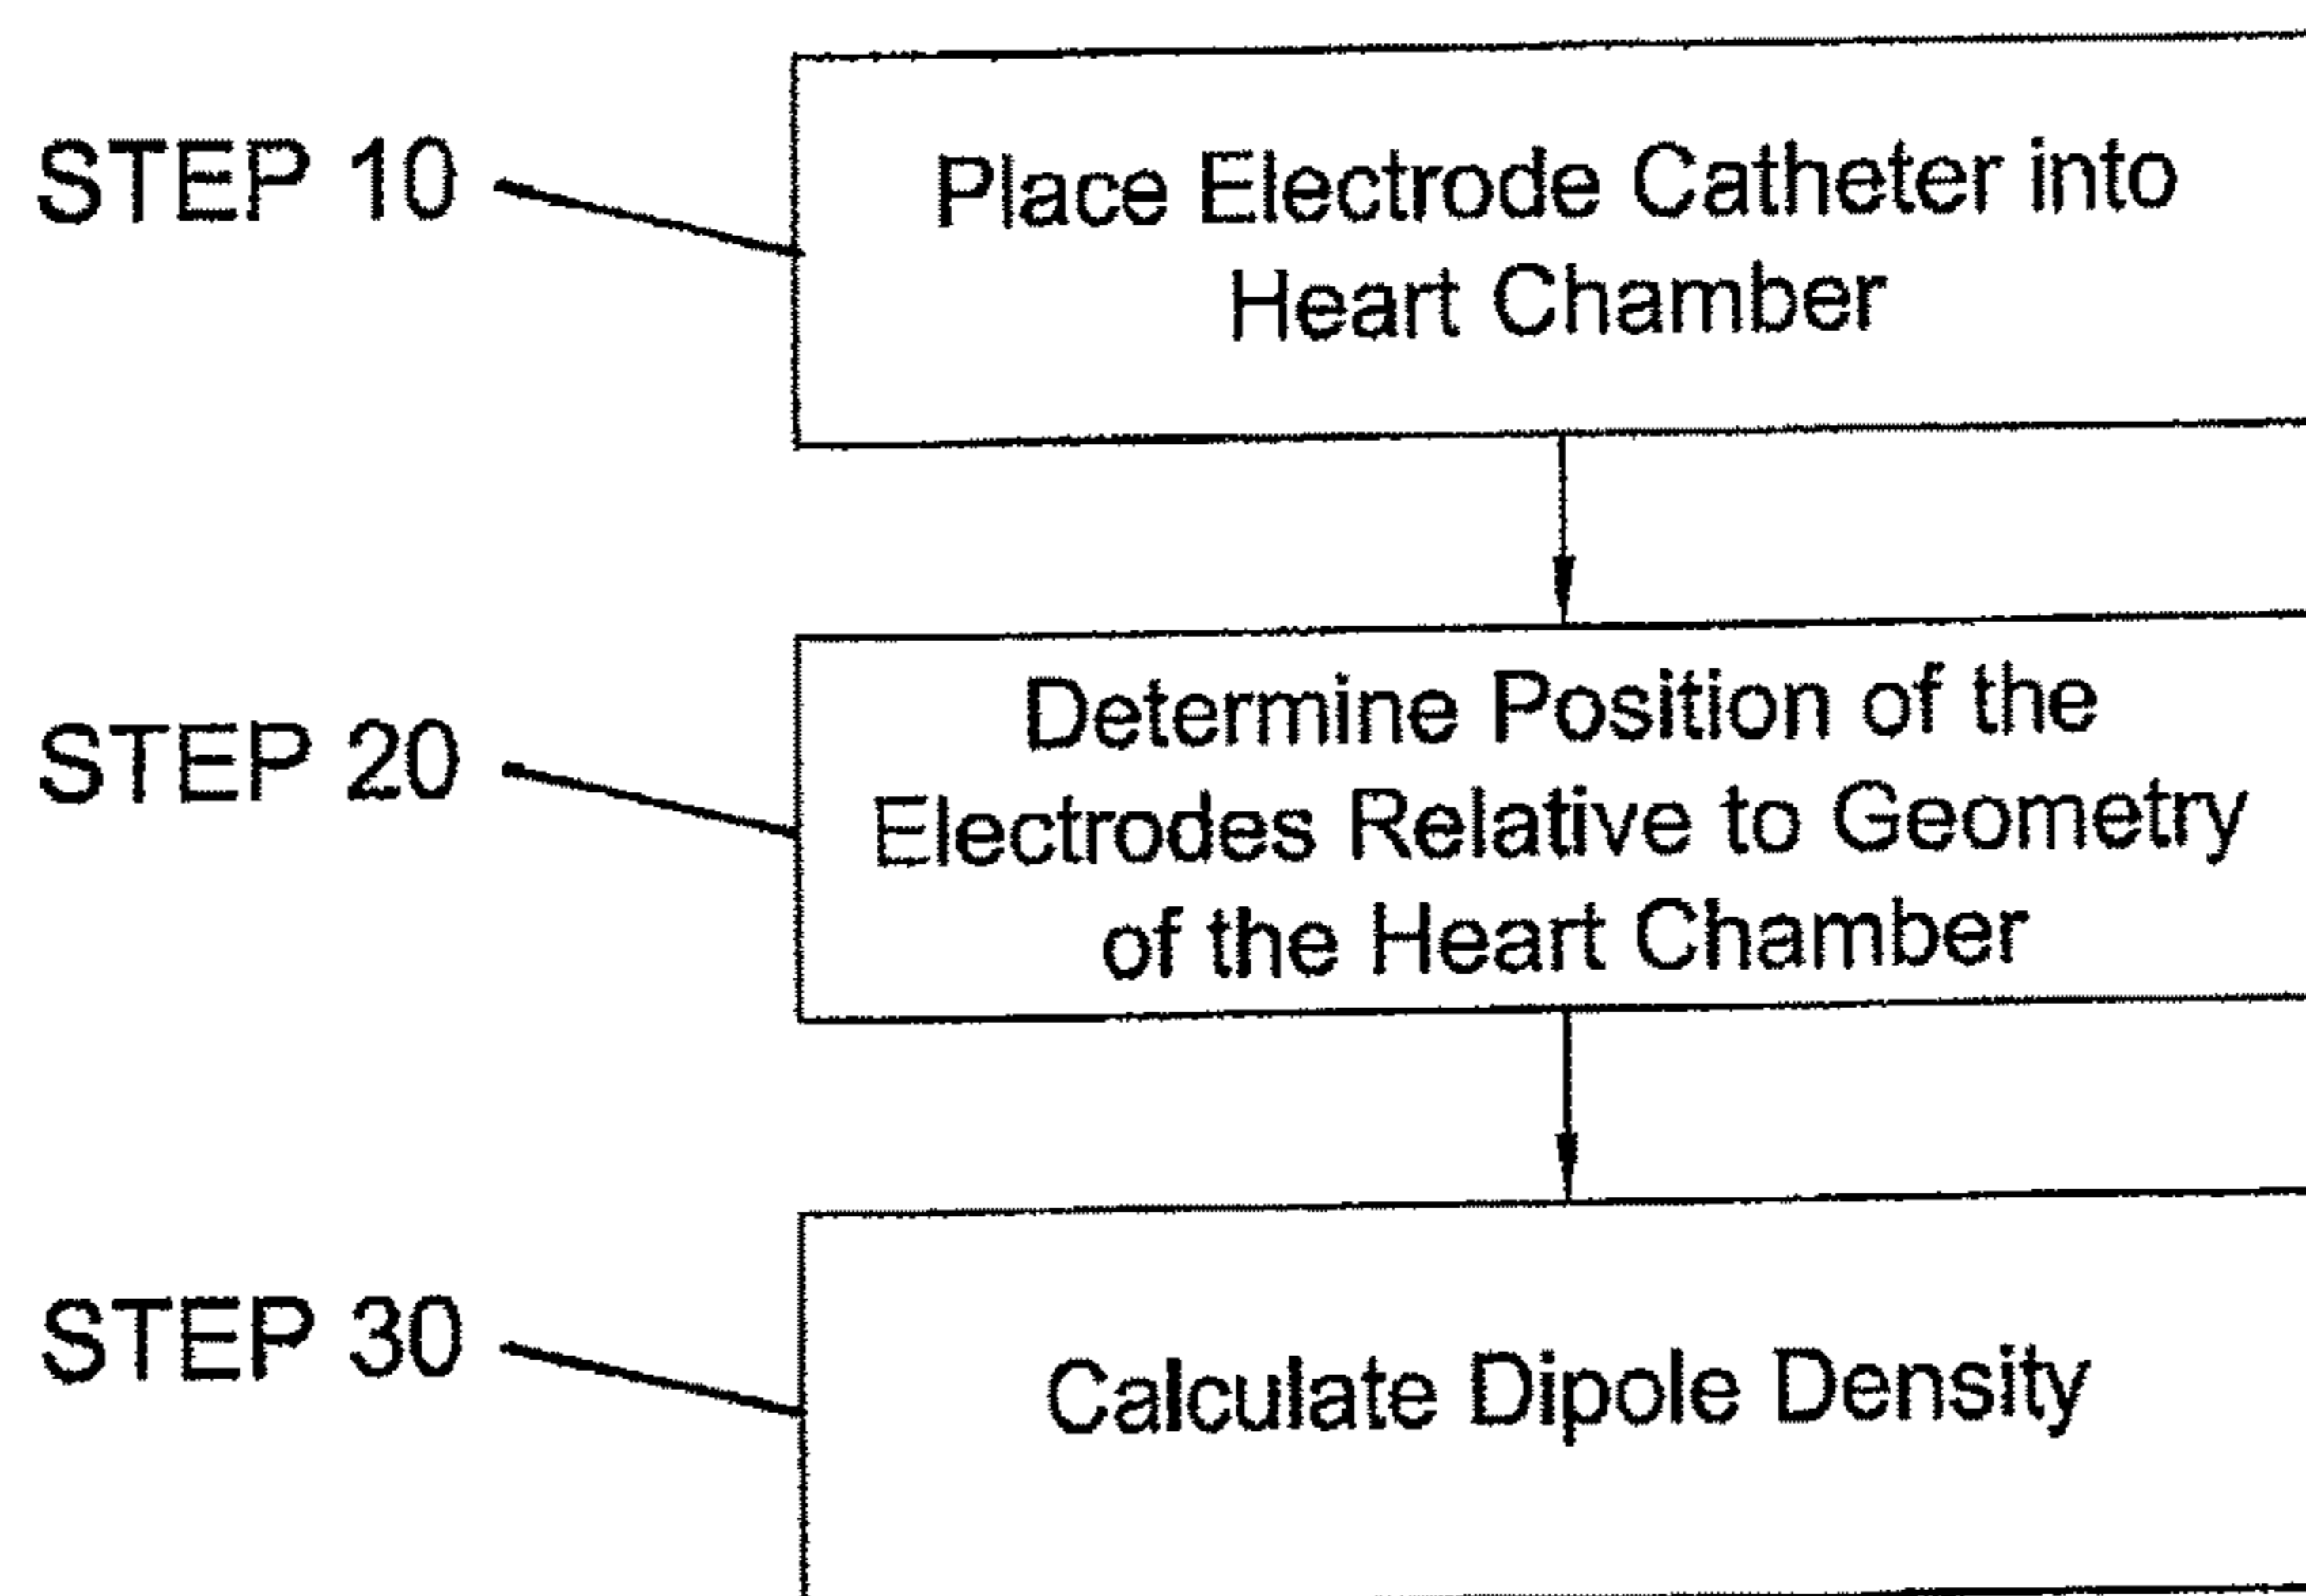 STEP 10
Place Electrode Catheter into
Heart Chamber
STEP 20
Determine Position of the
Electrodes Relative to Geometry
of the Heart Chamber
STEP 30
Calculate Dipole Density